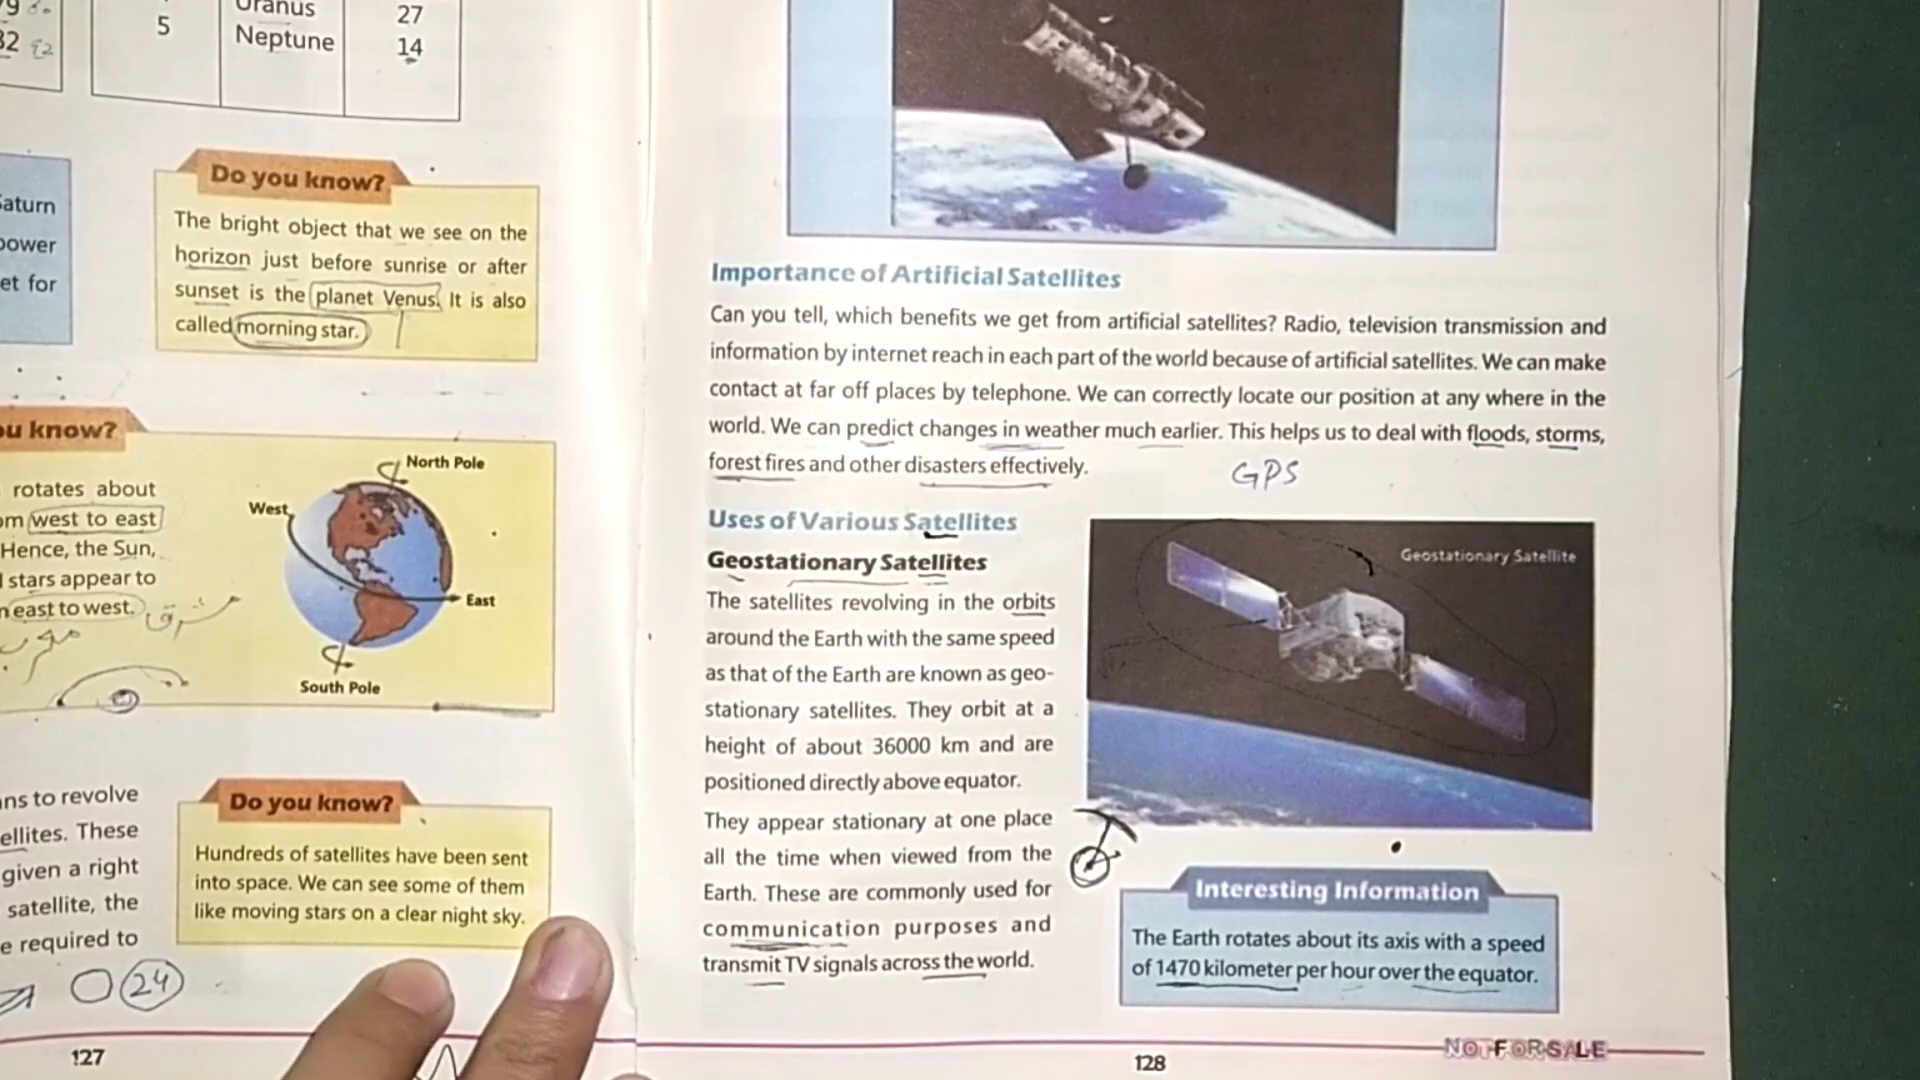 32
5
Uranus
27
Neptune
14
Saturn
power
et for
Do you know?
The bright object that we see on the
horizon just before sunrise or after
sunset is the planet Venus. It is also
called morning star.
ou know?
rotates about
om west to east
Hence, the Sun,
stars appear to
east to west.
North Pole
West
East
South Pole
ans to revolve
ellites. These
given a right
satellite, the
e required to
24
Do you know?
Hundreds of satellites have been sent
into space. We can see some of them
like moving stars on a clear night sky.
127
Importance of Artificial Satellites
Can you tell, which benefits we get from artificial satellites? Radio, television transmission and
information by internet reach in each part of the world because of artificial satellites. We can make
contact at far off places by telephone. We can correctly locate our position at any where in the
world. We can predict changes in weather much earlier. This helps us to deal with floods, storms,
forest fires and other disasters effectively.
GPS
Uses of Various Satellites
Geostationary Satellites
The satellites revolving in the orbits
around the Earth with the same speed
as that of the Earth are known as geo-
stationary satellites. They orbit at a
height of about 36000 km and are
positioned directly above equator.
They appear stationary at one place
all the time when viewed from the
Earth. These are commonly used for
communication purposes and
transmit TV signals across the world.
Geostationary Satellite
Interesting Information
The Earth rotates about its axis with a speed
of 1470 kilometer per hour over the equator.
NOT FOR SALE
128